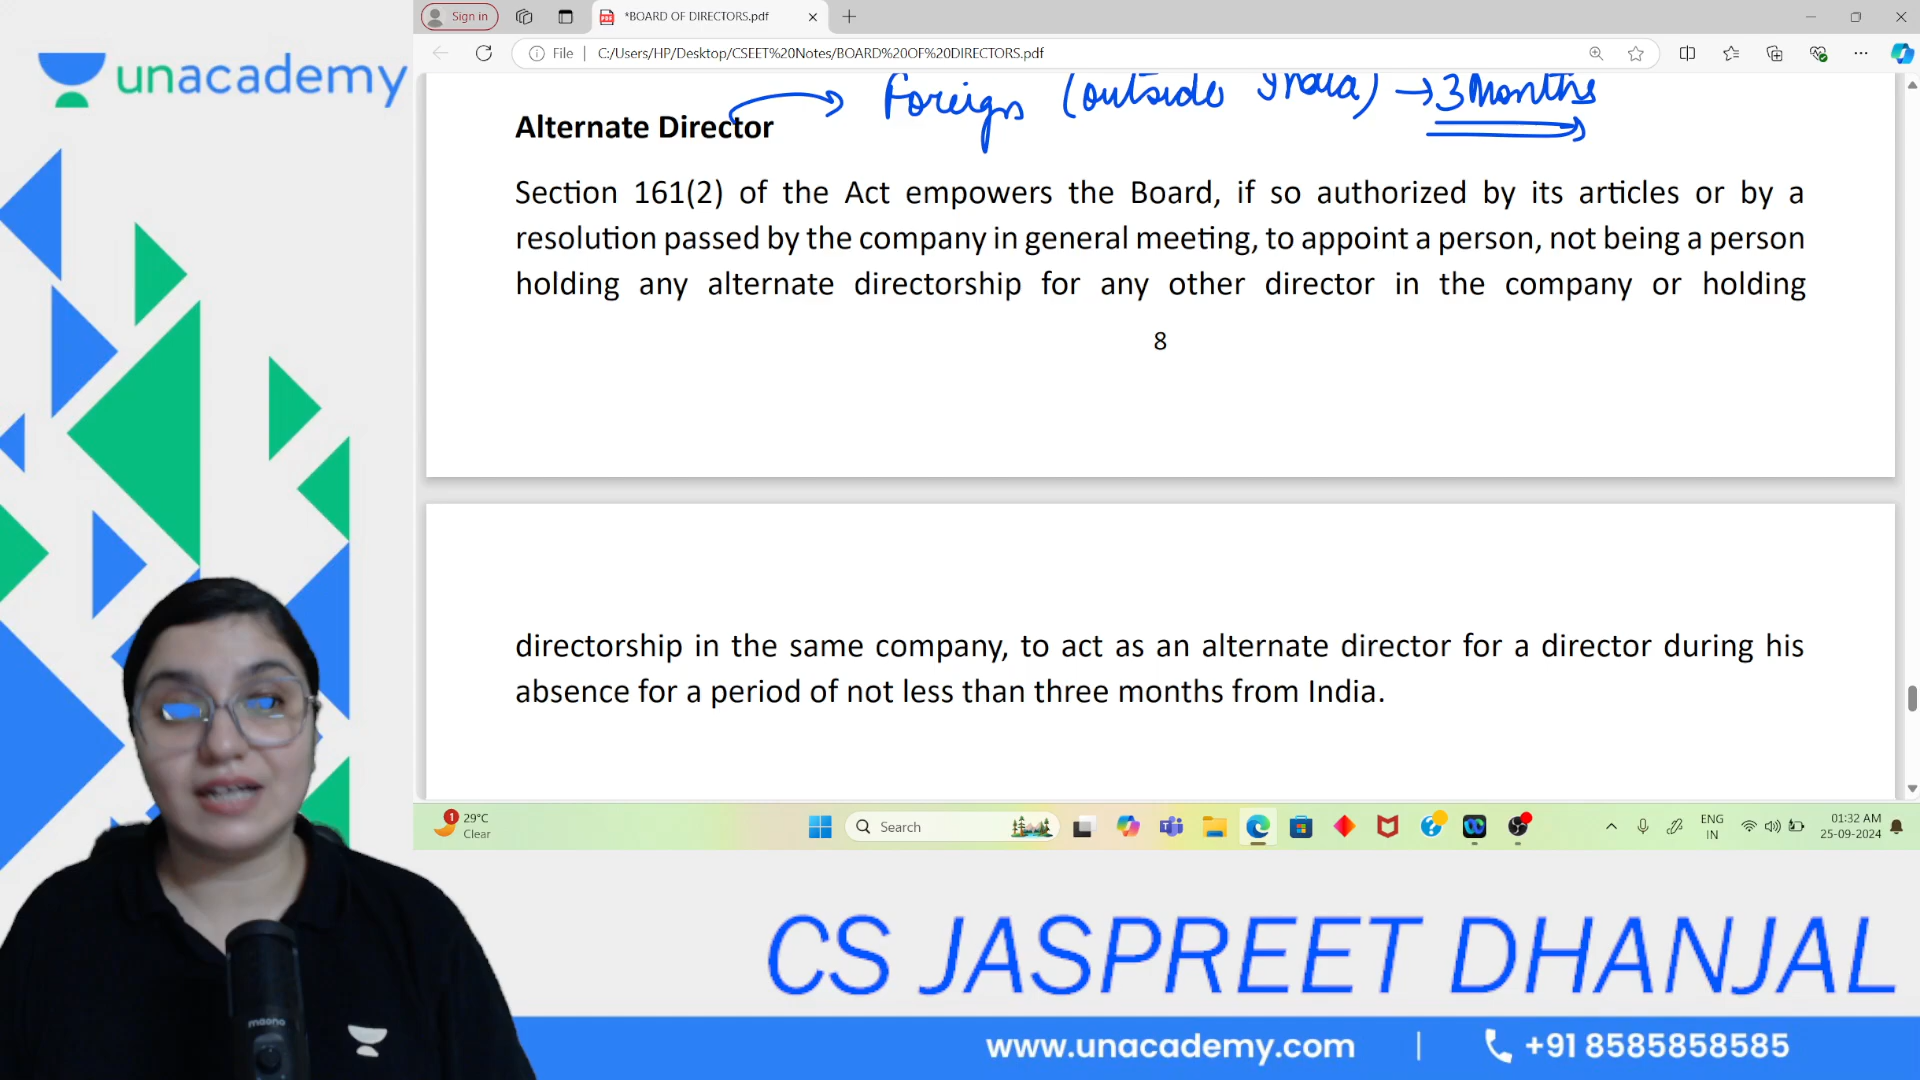 unacademy
Sign in
*BOARD OF DIRECTORS.pdf
File
C:/Users/HP/Desktop/CSEET%20Notes/BOARD%20OF%20DIRECTORS.pdf
Foreign (outside India) → 3 Months
Alternate Director
Section 161(2) of the Act empowers the Board, if so authorized by its articles or by a
resolution passed by the company in general meeting, to appoint a person, not being a person
holding any alternate directorship for any other director in the company or holding
8
directorship in the same company, to act as an alternate director for a director during his
absence for a period of not less than three months from India.
1
29°C
Clear
Search
ENG
IN
01:32 AM
25-09-2024
maono
CS JASPREET DHANJAL
www.unacademy.com | +91 8585858585